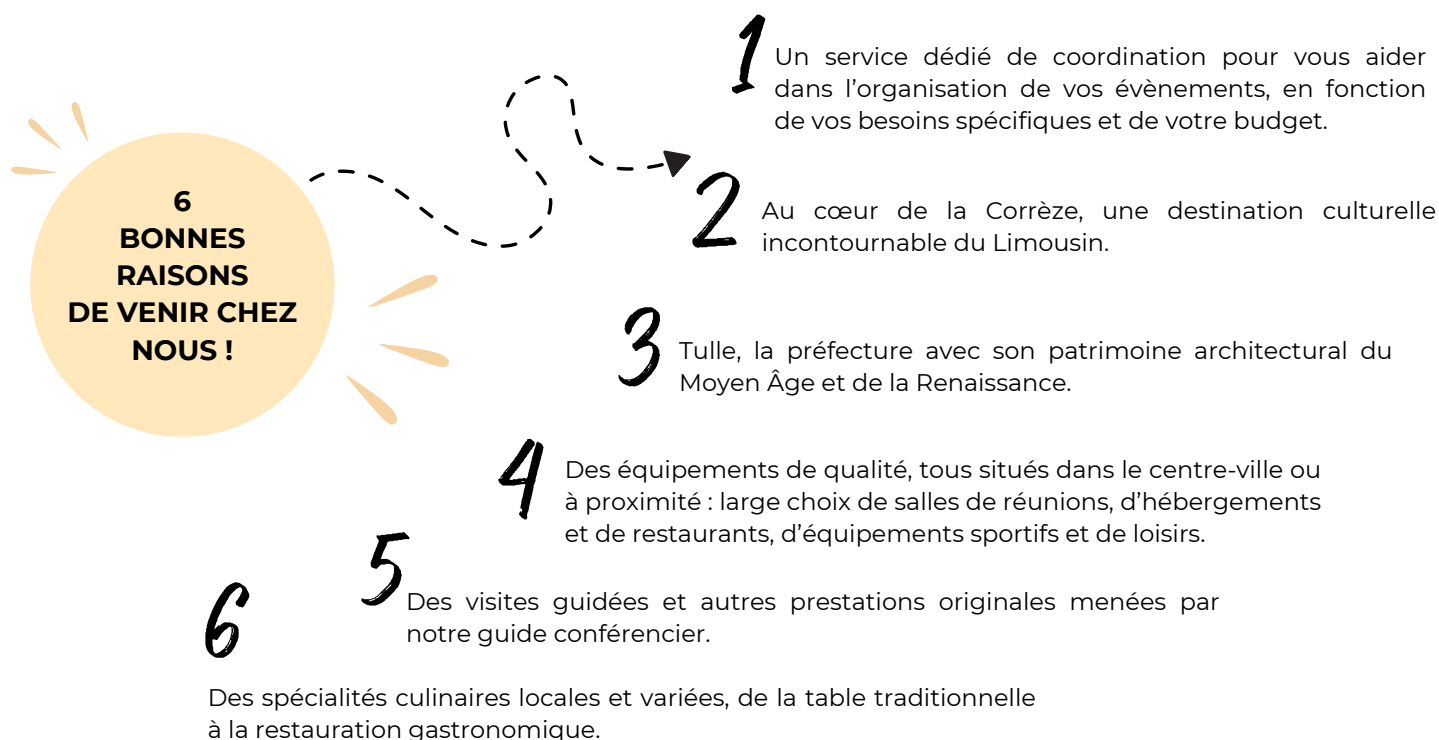 6
BONNES
RAISONS
DE VENIR CHEZ
NOUS !
1
Un service dédié de coordination pour vous aider
dans l’organisation de vos évènements, en fonction
de vos besoins spécifiques et de votre budget.
2
Au cœur de la Corrèze, une destination culturelle
incontournable du Limousin.
3
Tulle, la préfecture avec son patrimoine architectural du
Moyen Âge et de la Renaissance.
4
Des équipements de qualité, tous situés dans le centre-ville ou
à proximité : large choix de salles de réunions, d’hébergements
et de restaurants, d’équipements sportifs et de loisirs.
5
Des visites guidées et autres prestations originales menées par
notre guide conférencier.
6
Des spécialités culinaires locales et variées, de la table traditionnelle
à la restauration gastronomique.